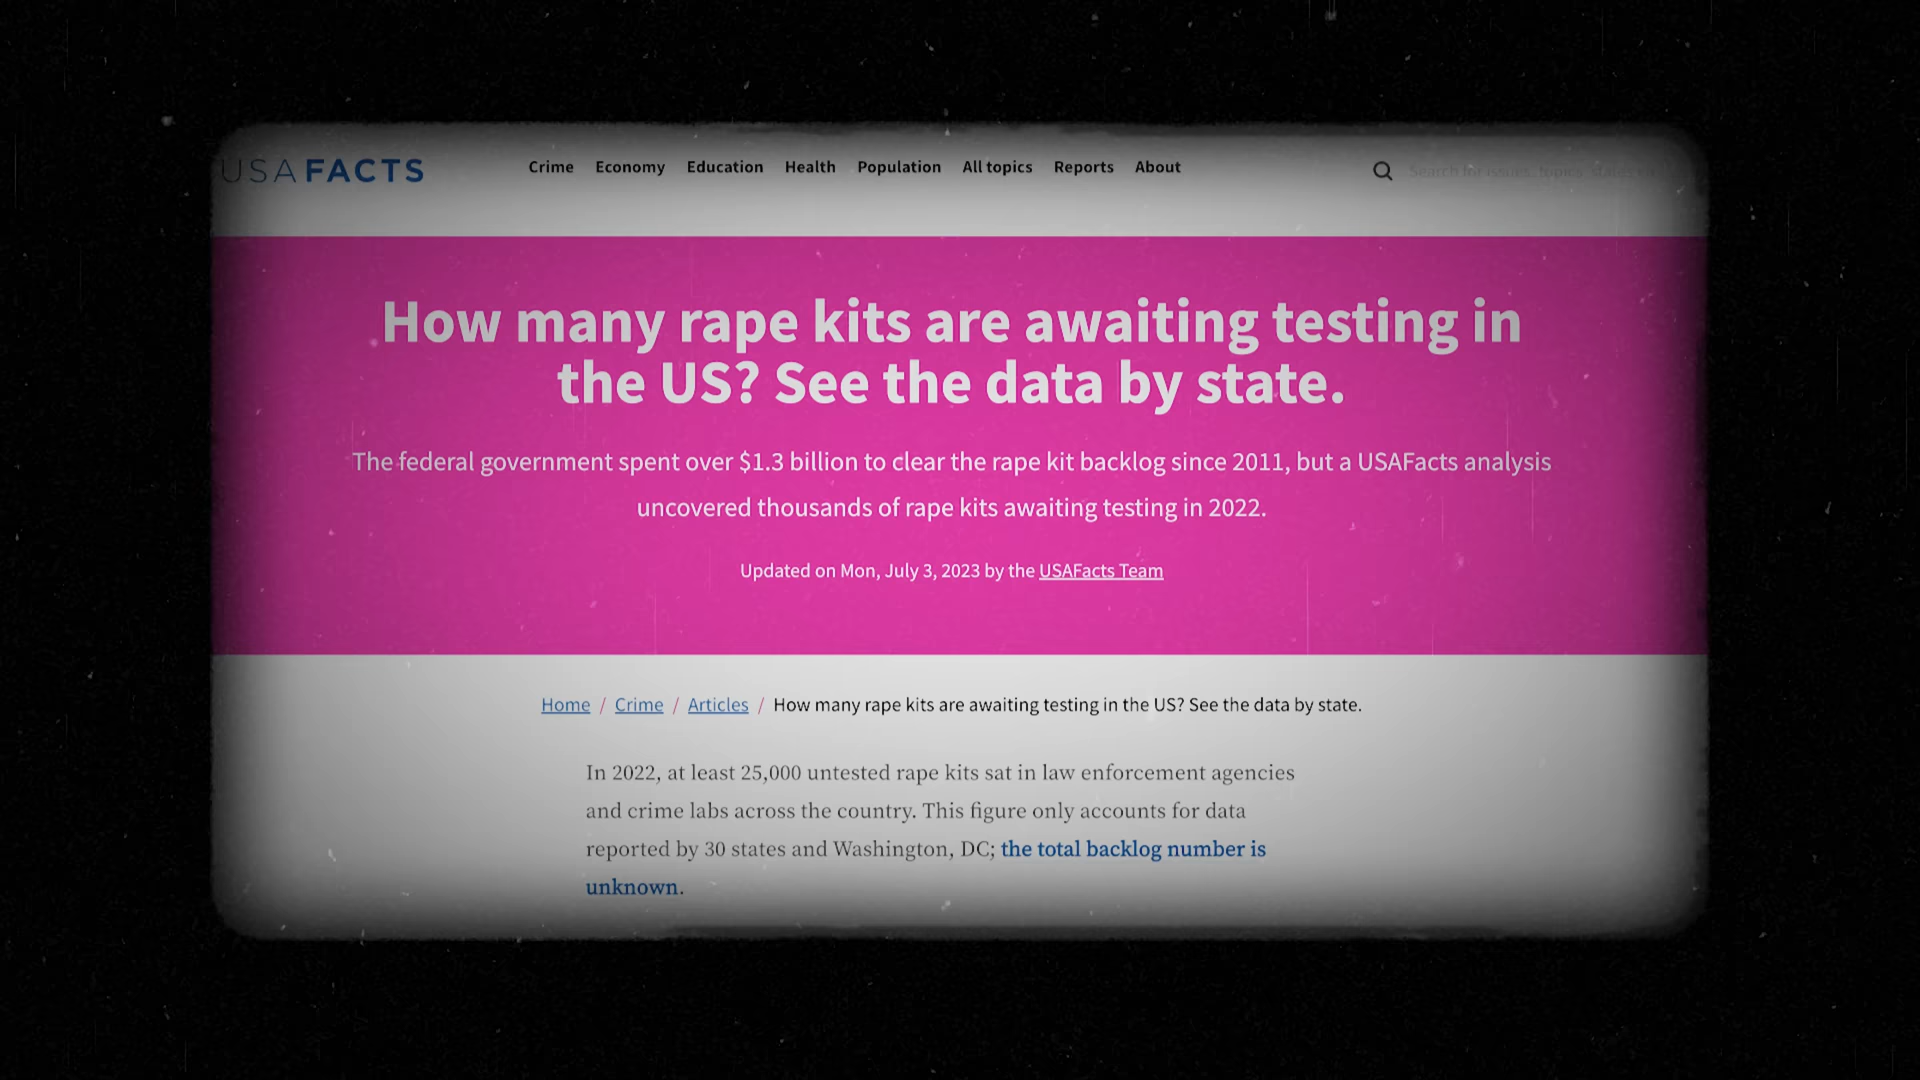 USAFACTS
Crime Economy Education Health Population All topics Reports About
Search for issues, topics, states
How many rape kits are awaiting testing in
the US? See the data by state.
The federal government spent over $1.3 billion to clear the rape kit backlog since 2011, but a USAFacts analysis
uncovered thousands of rape kits awaiting testing in 2022.
Updated on Mon, July 3, 2023 by the USAFacts Team
Home / Crime / Articles / How many rape kits are awaiting testing in the US? See the data by state.
In 2022, at least 25,000 untested rape kits sat in law enforcement agencies
and crime labs across the country. This figure only accounts for data
reported by 30 states and Washington, DC; the total backlog number is
unknown.